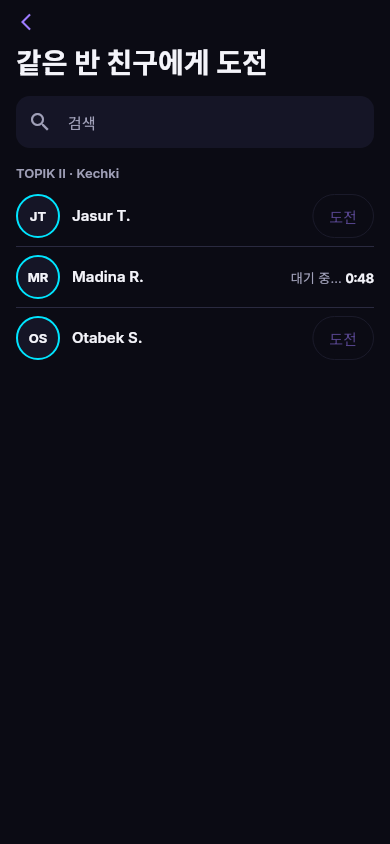 같은 반 친구에게 도전
검색
TOPIK II · Kechki
JT Jasur T. 도전
MR Madina R. 대기 중... 0:48
OS Otabek S. 도전